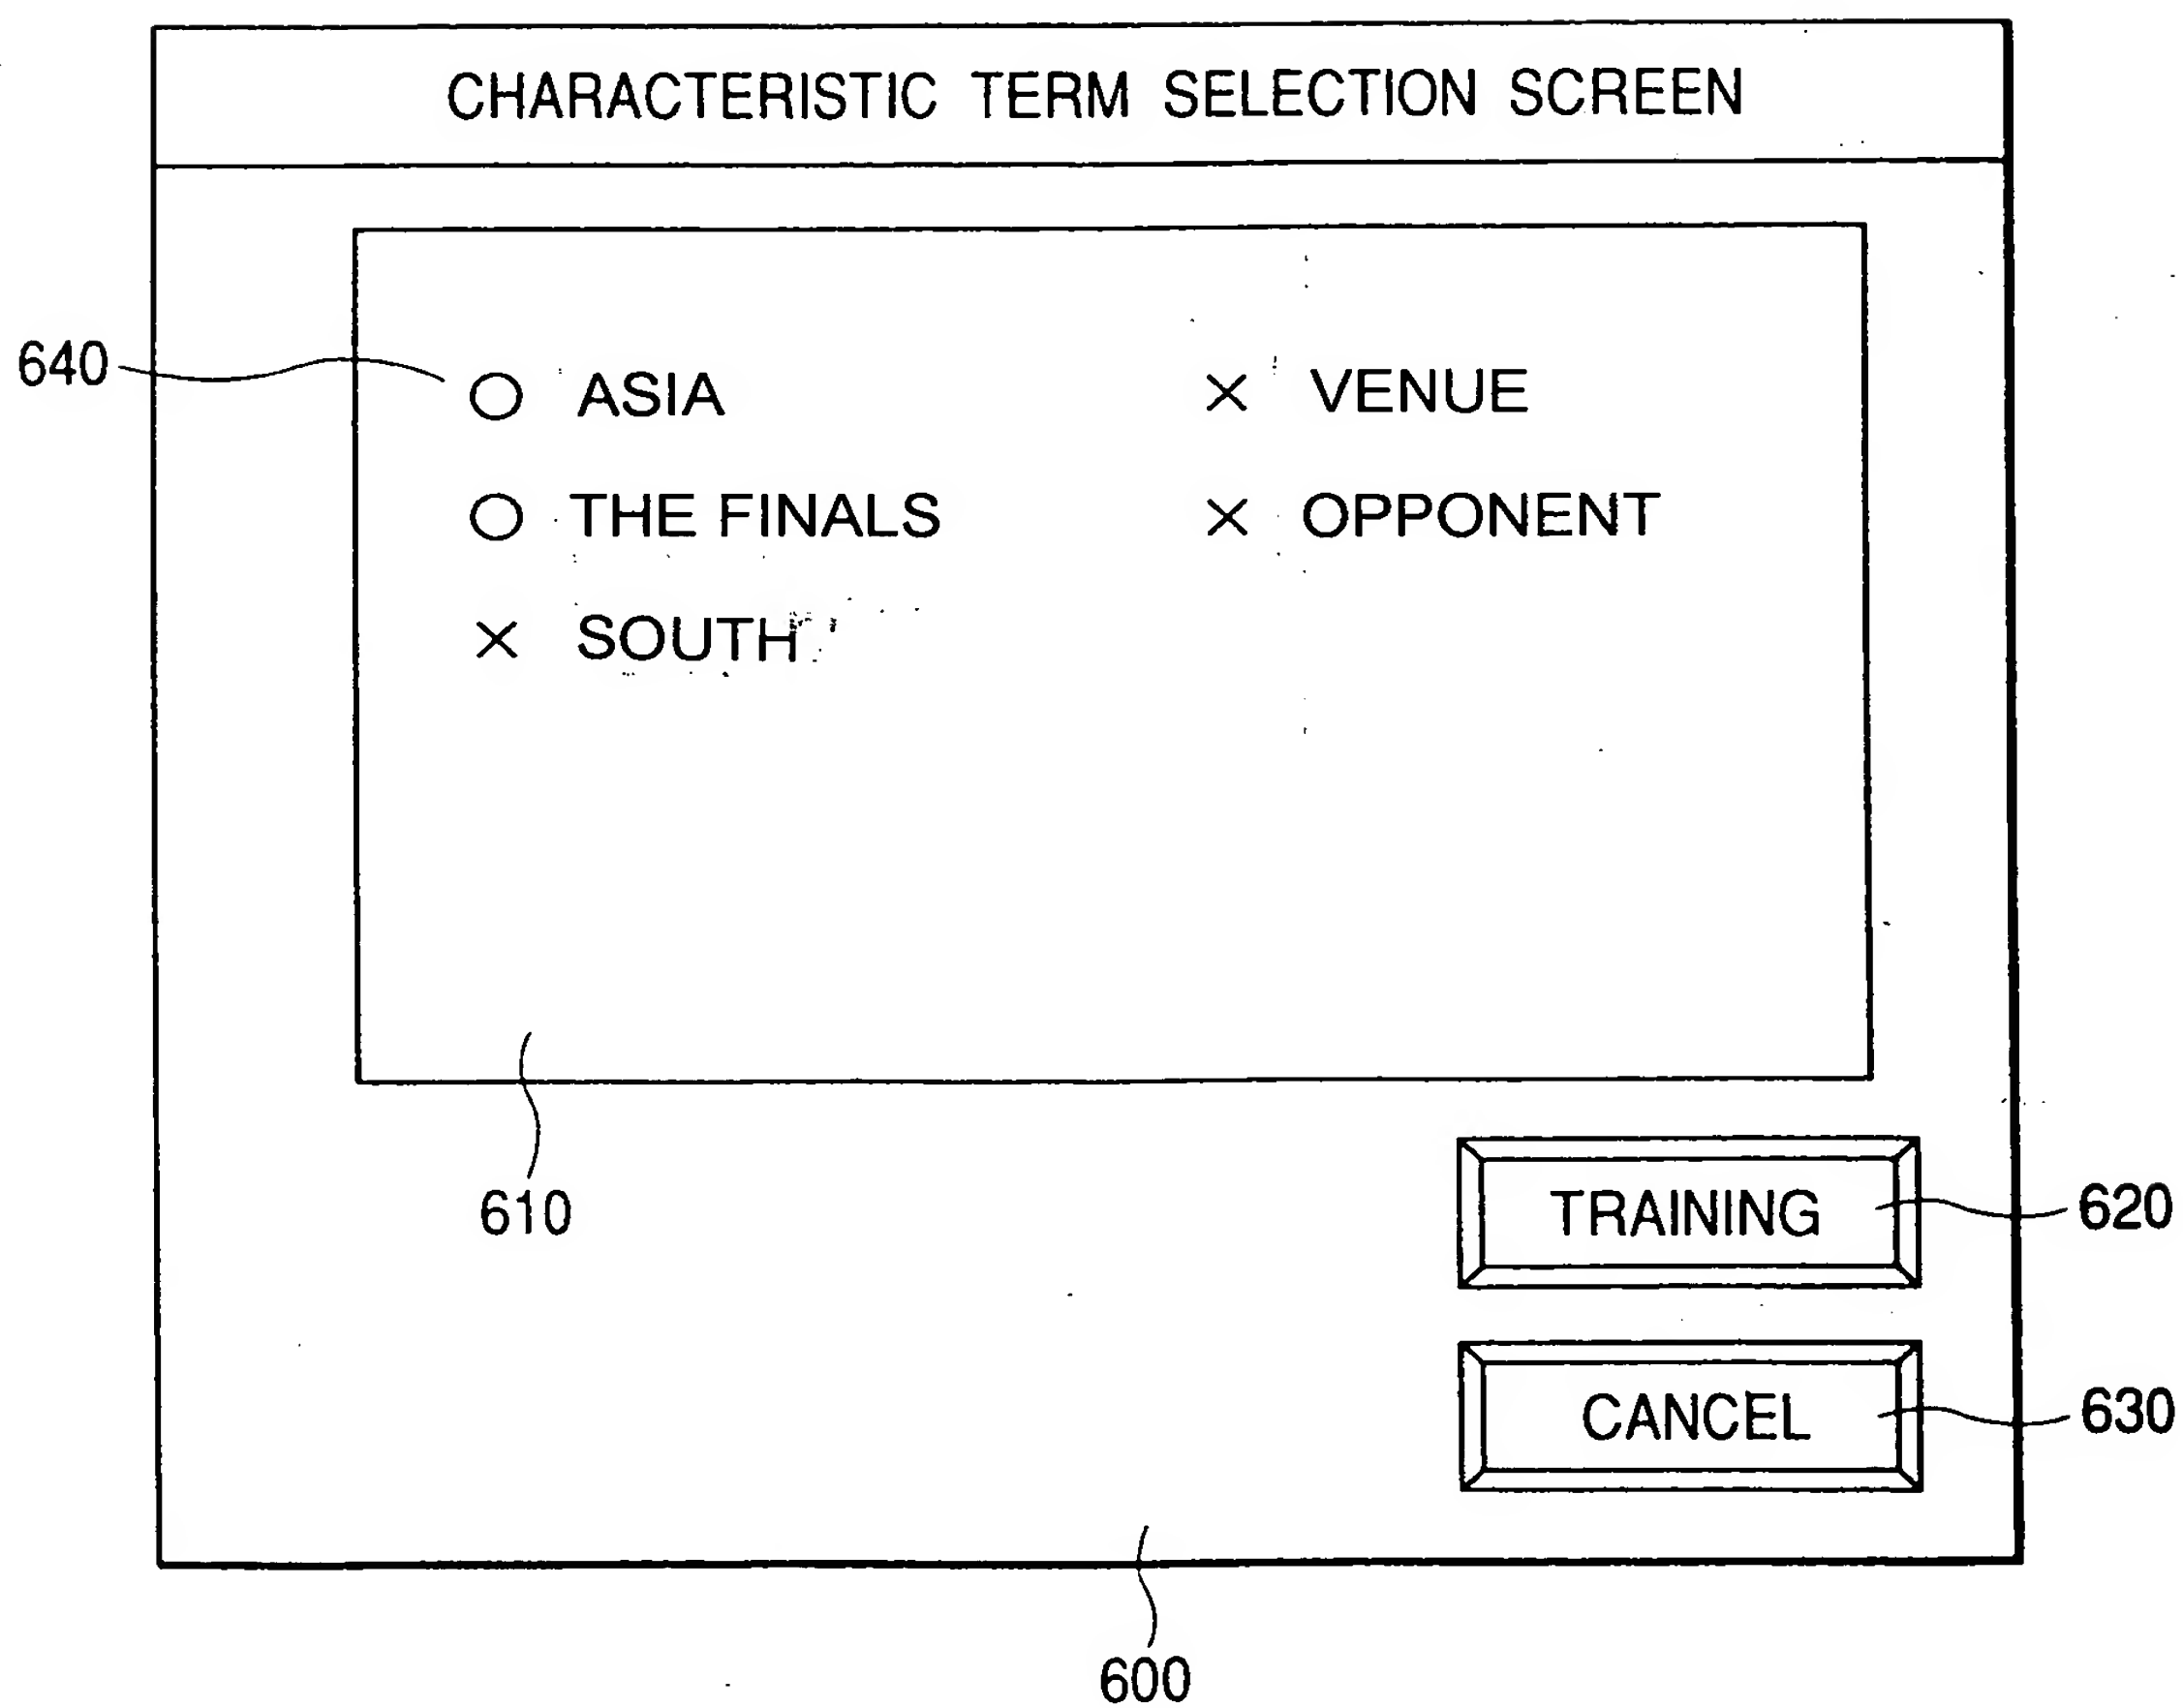 CHARACTERISTIC TERM SELECTION SCREEN
640
○ ASIA
× VENUE
○ THE FINALS
× OPPONENT
× SOUTH
610
TRAINING
620
CANCEL
630
600